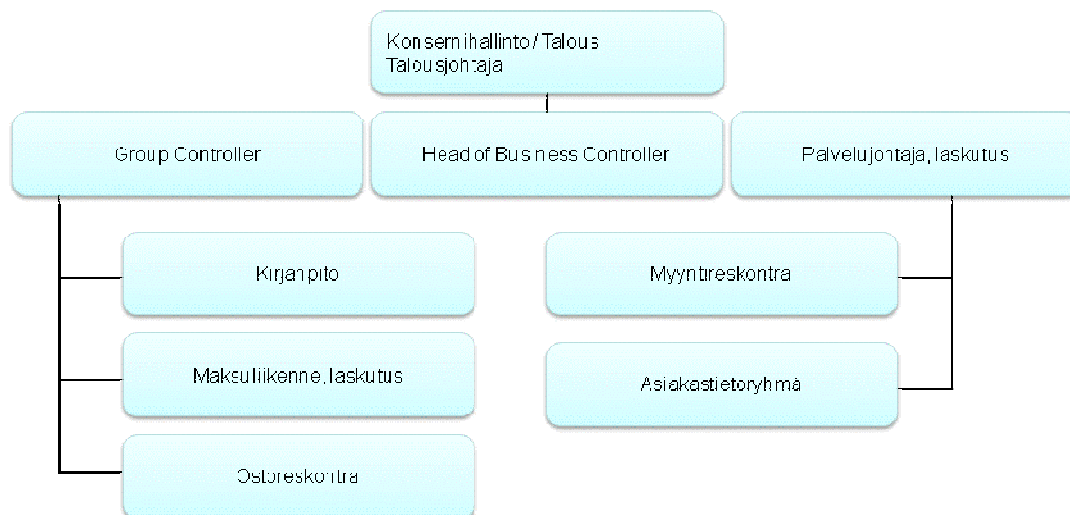 Konsernihallinto/ Talous
Talousjohtaja
Group Controller
Head of Business Controller
Palvelujohtaja, laskutus
Kirjanpito
Myyntireskontra
Maksuliikenne, laskutus
Asiakastietoryhmä
Ostoreskontra